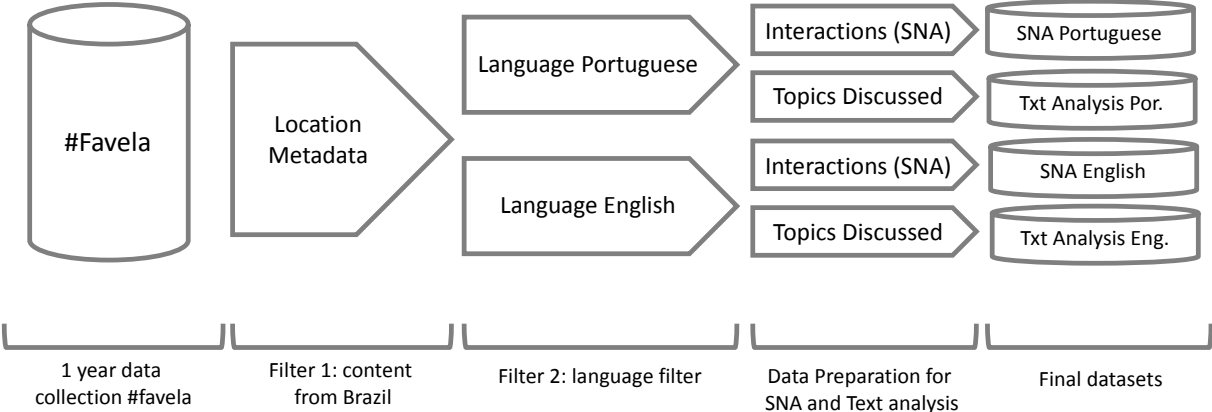 #Favela
Location
Metadata
Language Portuguese
Language English
Interactions (SNA)
Topics Discussed
Interactions (SNA)
Topics Discussed
SNA Portuguese
Txt Analysis Por.
SNA English
Txt Analysis Eng.
1 year data
collection #favela
Filter 1: content
from Brazil
Filter 2: language filter
Data Preparation for
SNA and Text analysis
Final datasets